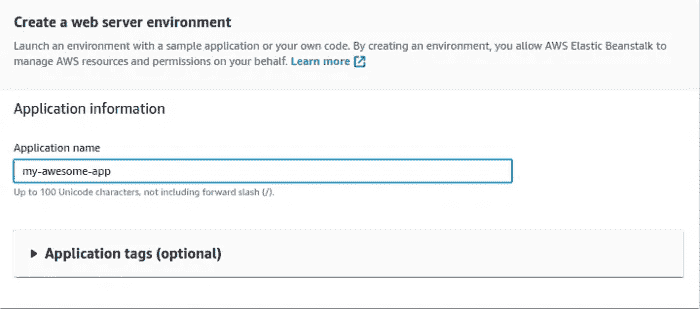 Create a web server environment
Launch an environment with a sample application or your own code. By creating an environment, you allow AWS Elastic Beanstalk to
manage AWS resources and permissions on your behalf. Learn more
Application information
Application name
my-awesome-app
Up to 100 Unicode characters, not including forward slash (/).
Application tags (optional)